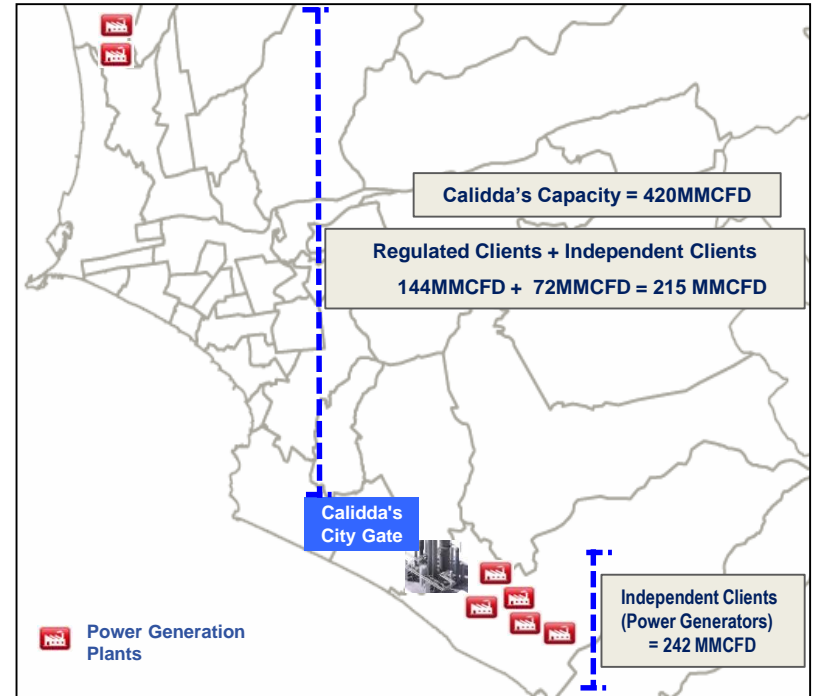 Calidda’s Capacity = 420MMCFD
Regulated Clients + Independent Clients
144MMCFD + 72MMCFD = 215 MMCFD
Calidda's
City Gate
Independent Clients
(Power Generators)
= 242 MMCFD
Power Generation
Plants